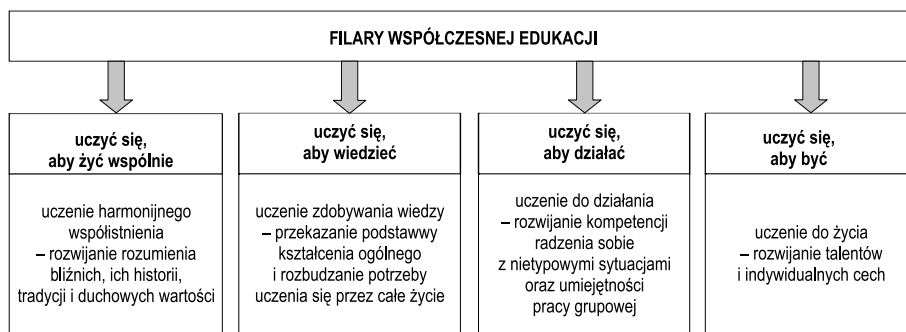 FILARY WSPÓŁCZESNEJ EDUKACJI
uczyć się,
aby żyć wspólnie
uczenie harmonijnego
współistnienia
– rozwijanie rozumienia
bliźnich, ich historii,
tradycji i duchowych wartości
uczyć się,
aby wiedzieć
uczenie zdobywania wiedzy
– przekazanie podstawwy
kształcenia ogólnego
i rozbudzanie potrzeby
uczenia się przez całe życie
uczyć się,
aby działać
uczenie do działania
– rozwijanie kompetencji
radzenia sobie
z nietypowymi sytuacjami
oraz umiejętności
pracy grupowej
uczyć się,
aby być
uczenie do życia
– rozwijanie talentów
i indywidualnych cech